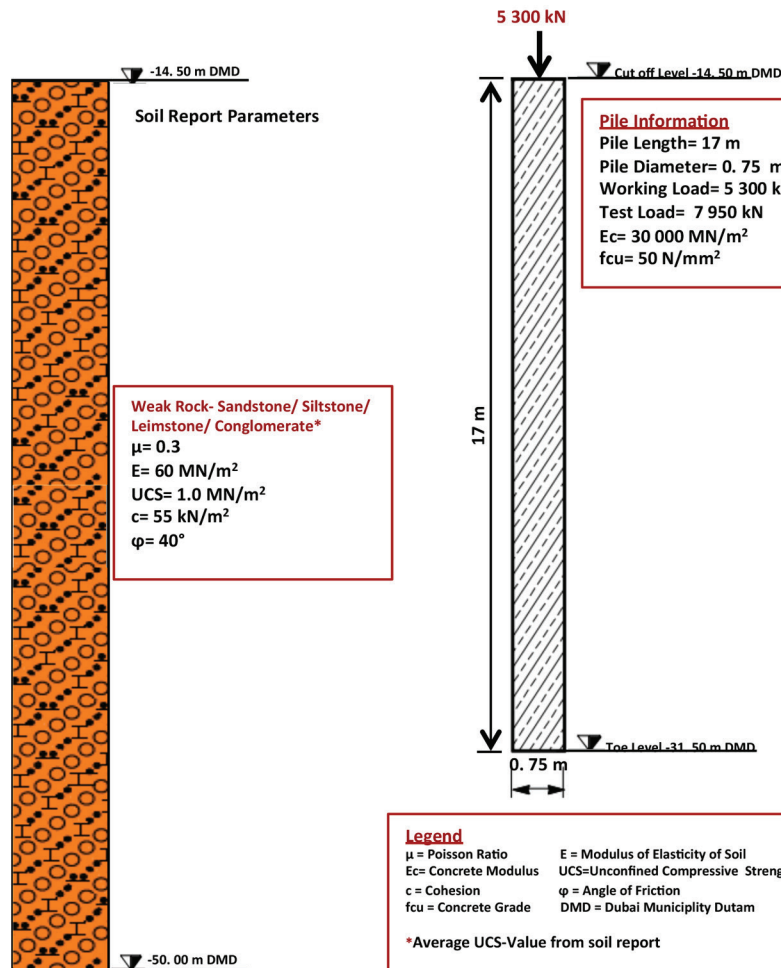 5 300 kN
-14. 50 m DMD
Cut off Level -14. 50 m DMD
Soil Report Parameters
Pile Information
Pile Length= 17 m
Pile Diameter= 0. 75 m
Working Load= 5 300 k
Test Load= 7 950 kN
Ec= 30 000 MN/m²
fcu= 50 N/mm²
Weak Rock- Sandstone/ Siltstone/
Leimstone/ Conglomerate*
μ= 0.3
E= 60 MN/m²
UCS= 1.0 MN/m²
c= 55 kN/m²
φ= 40°
17 m
Toe Level -31. 50 m DMD
0. 75 m
Legend
μ = Poisson Ratio E = Modulus of Elasticity of Soil
Ec= Concrete Modulus UCS=Unconfined Compressive Streng
c = Cohesion φ = Angle of Friction
fcu = Concrete Grade DMD = Dubai Municiplity Dutam
*Average UCS-Value from soil report
-50. 00 m DMD